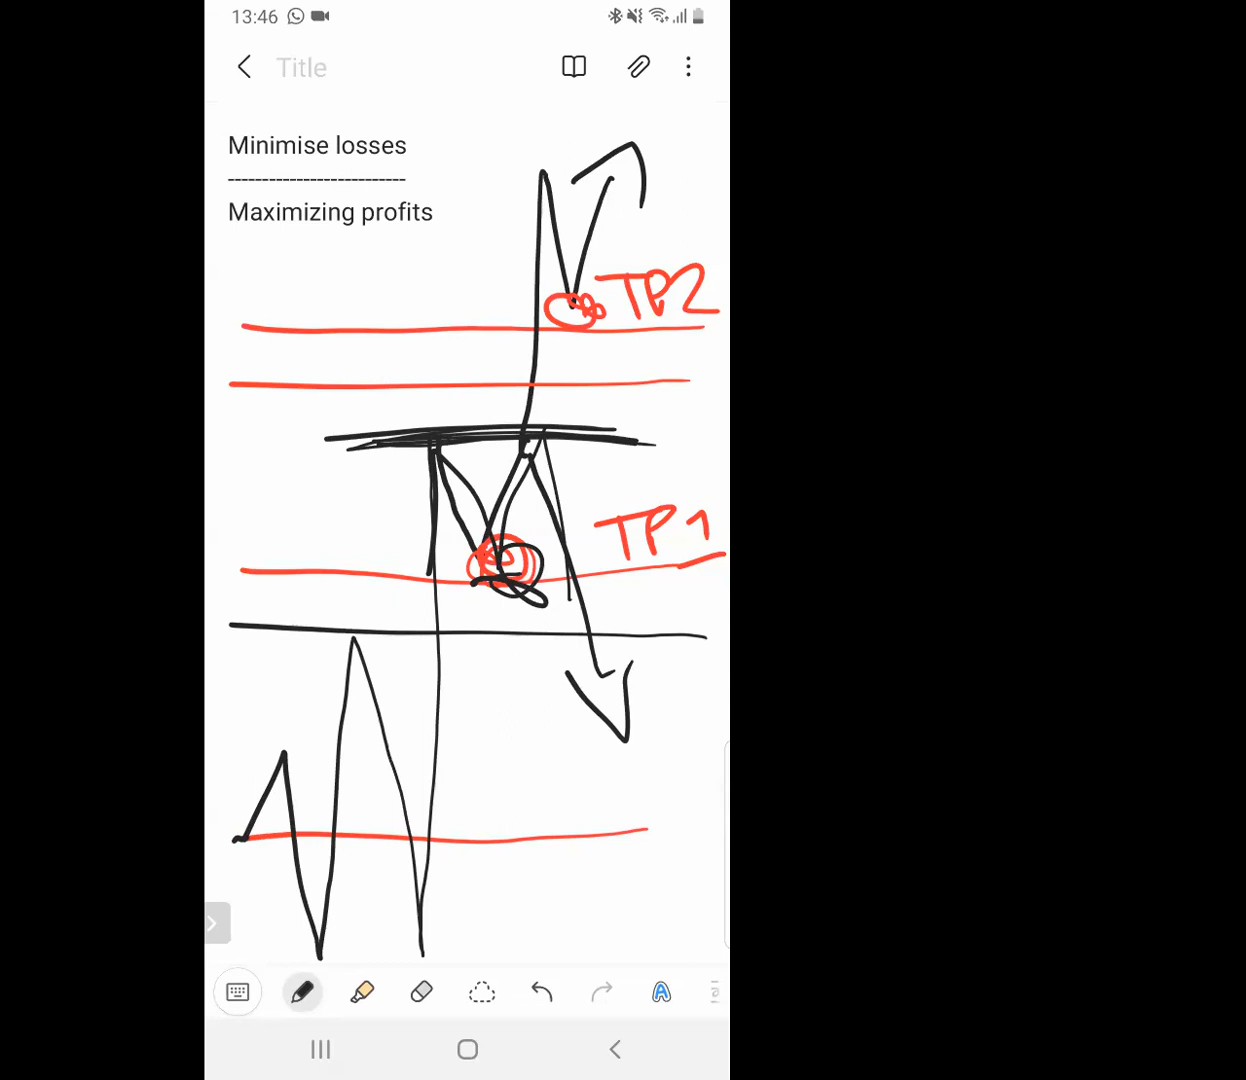 13:46
Title
Minimise losses
--------------------------
Maximizing profits
TP2
TP1
A